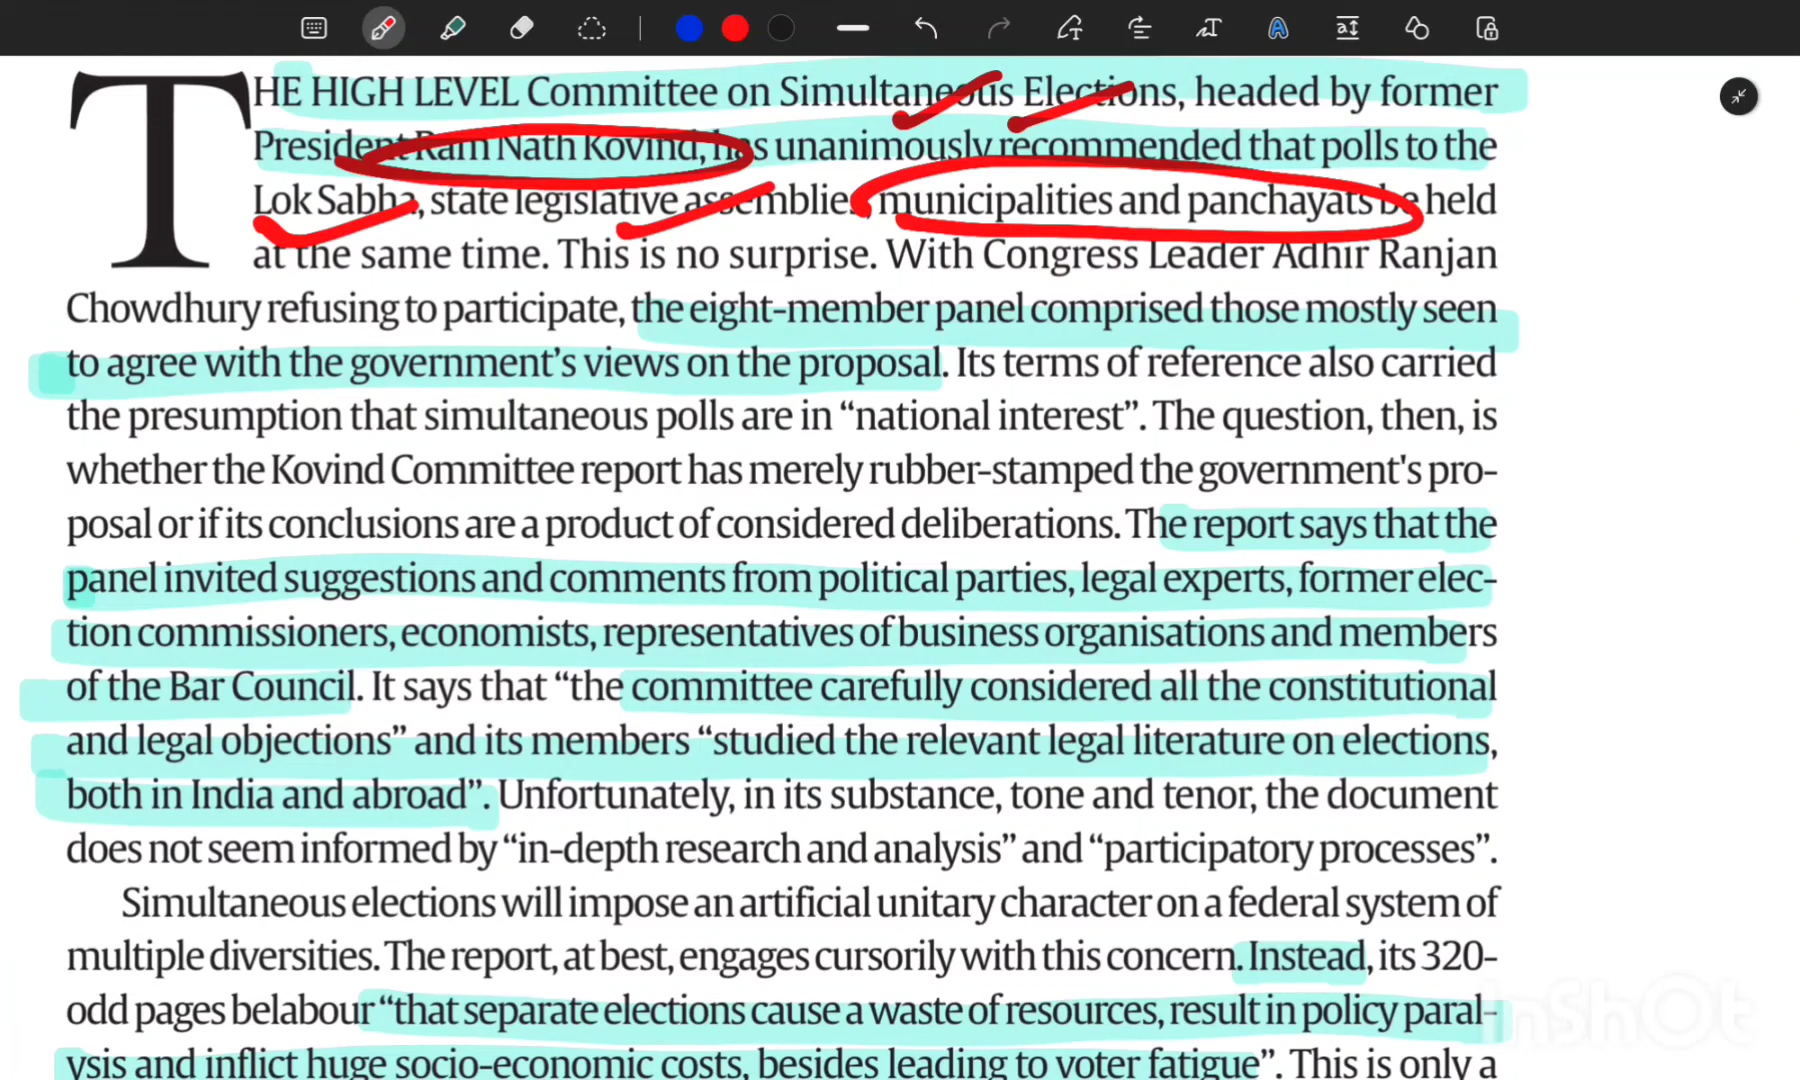 THE HIGH LEVEL Committee on Simultaneous Elections, headed by former
President Ram Nath Kovind, has unanimously recommended that polls to the
Lok Sabha, state legislative assemblies, municipalities and panchayats be held
at the same time. This is no surprise. With Congress Leader Adhir Ranjan
Chowdhury refusing to participate, the eight-member panel comprised those mostly seen
to agree with the government’s views on the proposal. Its terms of reference also carried
the presumption that simultaneous polls are in “national interest”. The question, then, is
whether the Kovind Committee report has merely rubber-stamped the government's pro-
posal or if its conclusions are a product of considered deliberations. The report says that the
panel invited suggestions and comments from political parties, legal experts, former elec-
tion commissioners, economists, representatives of business organisations and members
of the Bar Council. It says that “the committee carefully considered all the constitutional
and legal objections” and its members “studied the relevant legal literature on elections,
both in India and abroad”. Unfortunately, in its substance, tone and tenor, the document
does not seem informed by “in-depth research and analysis” and “participatory processes”.
Simultaneous elections will impose an artificial unitary character on a federal system of
multiple diversities. The report, at best, engages cursorily with this concern. Instead, its 320-
odd pages belabour “that separate elections cause a waste of resources, result in policy paral-
ysis and inflict huge socio-economic costs, besides leading to voter fatigue”. This is only a
InShOt